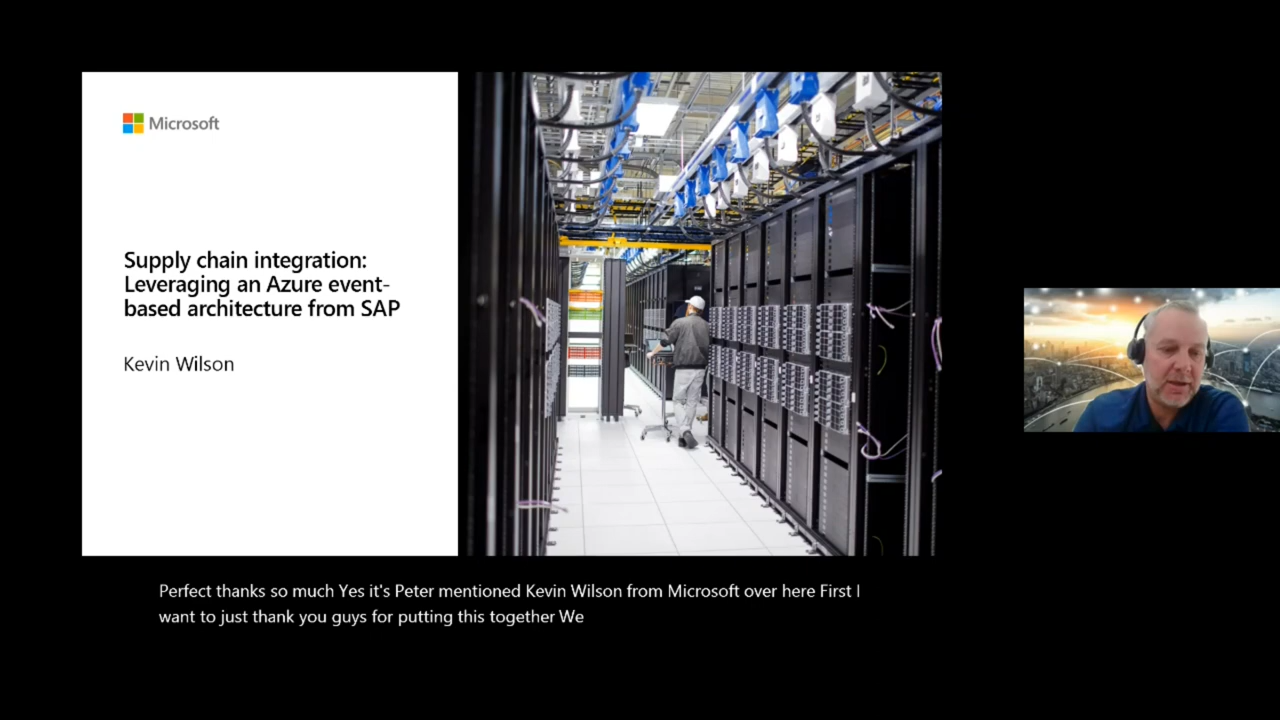 Microsoft
Supply chain integration:
Leveraging an Azure event-
based architecture from SAP
Kevin Wilson
Perfect thanks so much Yes it's Peter mentioned Kevin Wilson from Microsoft over here First I
want to just thank you guys for putting this together We